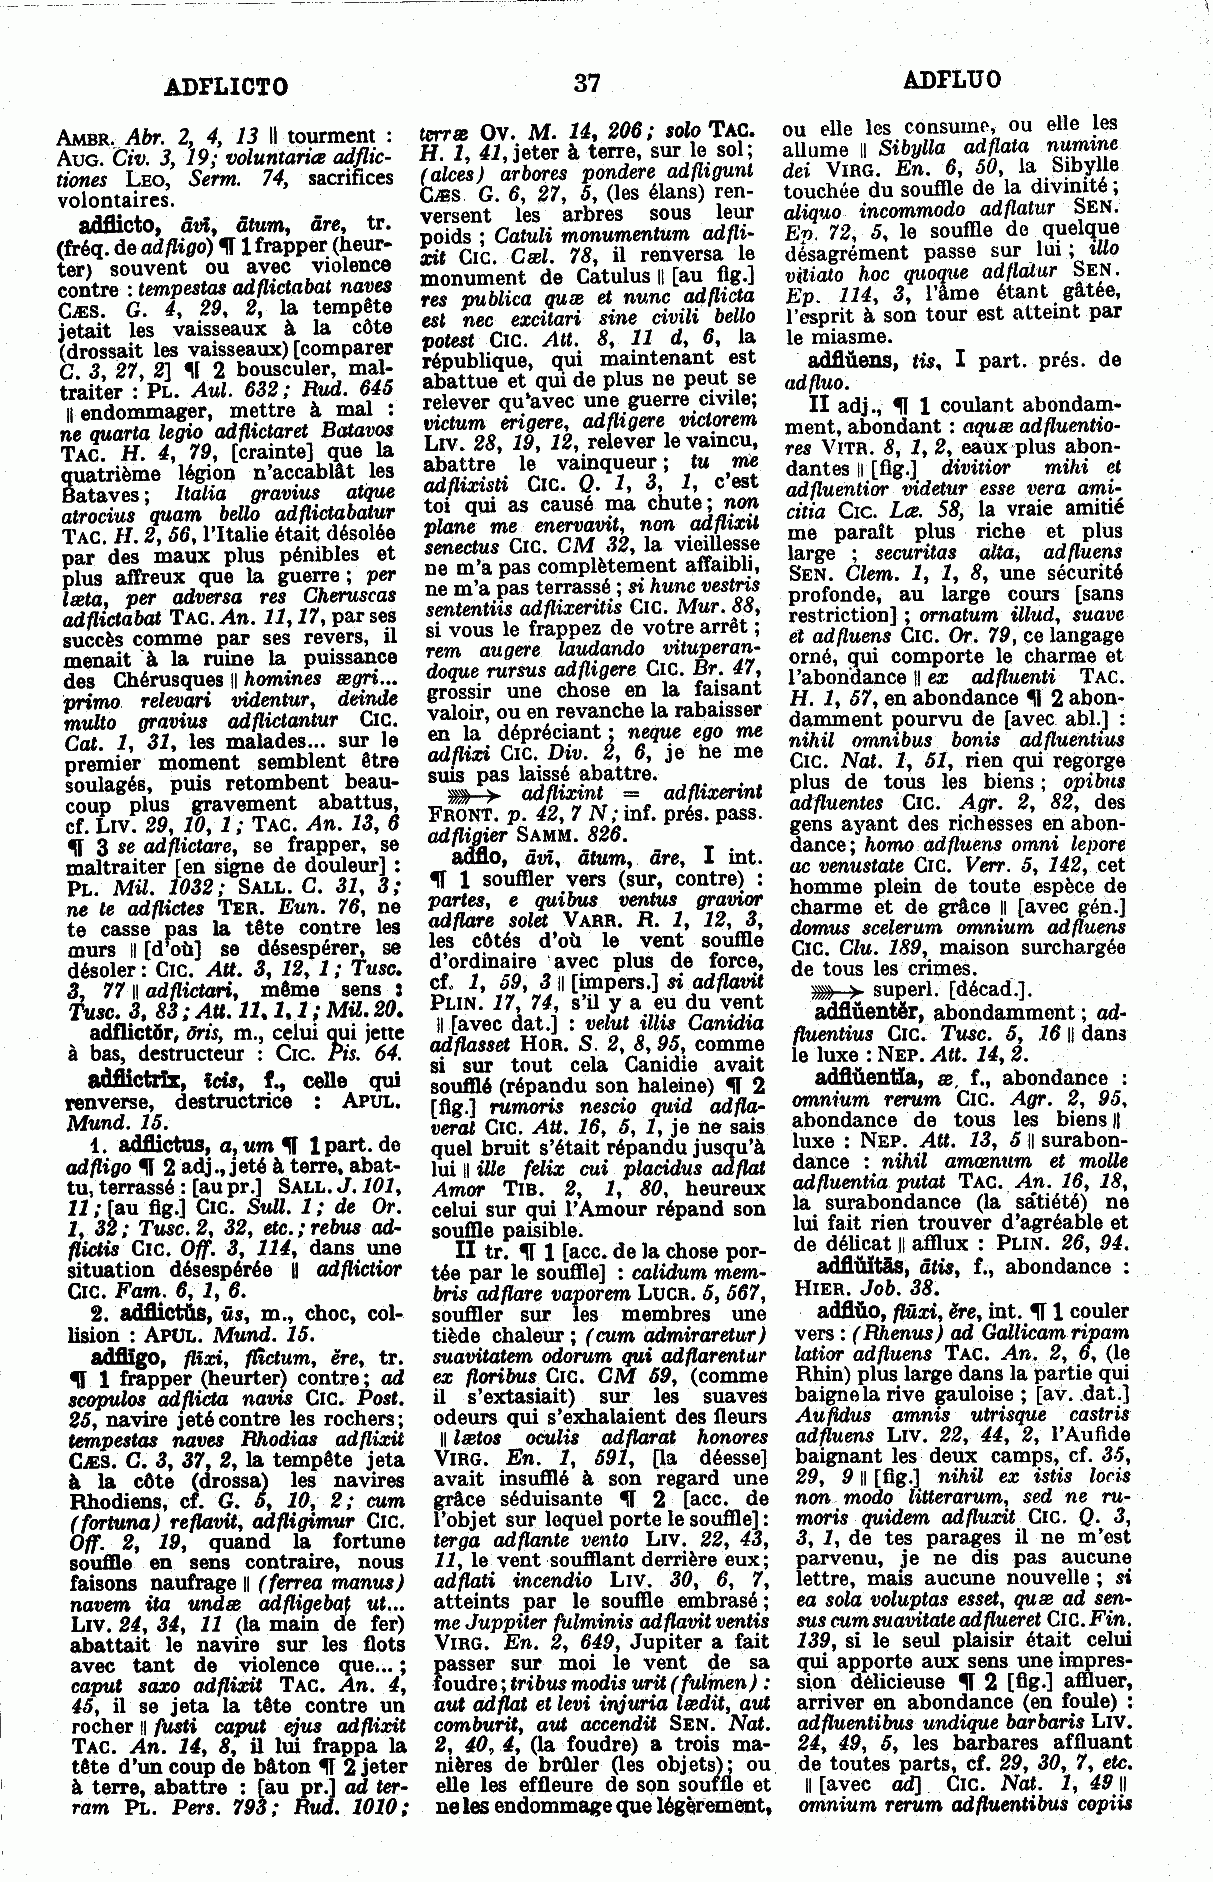 ADFLICTO
37
ADFLUO
AMBR. Abr. 2, 4, 13 || tourment :
AUG. Civ. 3, 19; voluntariæ adflic-
tiones LEO, Serm. 74, sacrifices
volontaires.
adflicto, āvī, ātum, āre, tr.
(fréq. de adfligo) ¶ 1 frapper (heur-
ter) souvent ou avec violence
contre : tempestas adflictabat naves
CÆS. G. 4, 29, 2, la tempête
jetait les vaisseaux à la côte
(drossait les vaisseaux) [comparer
C. 3, 27, 2] ¶ 2 bousculer, mal-
traiter : PL. Aul. 632; Rud. 645
|| endommager, mettre à mal :
ne quarta legio adflictaret Batavos
TAC. H. 4, 79, [crainte] que la
quatrième légion n'accablât les
Bataves; Italia gravius atque
atrocius quam bello adflictabatur
TAC. H. 2, 56, l'Italie était désolée
par des maux plus pénibles et
plus affreux que la guerre; per
læta, per adversa res Cheruscas
adflictabat TAC. An. 11, 17, par ses
succès comme par ses revers, il
menait à la ruine la puissance
des Chérusques || homines ægri...
primo relevari videntur, deinde
multo gravius adflictantur CIC.
Cat. 1, 31, les malades... sur le
premier moment semblent être
soulagés, puis retombent beau-
coup plus gravement abattus,
cf. LIV. 29, 10, 1; TAC. An. 13, 6
¶ 3 se adflictare, se frapper, se
maltraiter [en signe de douleur] :
PL. Mil. 1032; SALL. C. 31, 3;
ne te adflictes TER. Eun. 76, ne
te casse pas la tête contre les
murs || [d'où] se désespérer, se
désoler : CIC. Att. 3, 12, 1; Tusc.
3, 77 || adflictari, même sens :
Tusc. 3, 83; Att. 11, 1, 1; Mil. 20.
adflictŏr, ōris, m., celui qui jette
à bas, destructeur : CIC. Pis. 64.
adflictrix, īcis, f., celle qui
renverse, destructrice : APUL.
Mund. 15.
1. adflictus, a, um ¶ 1 part. de
adfligo ¶ 2 adj., jeté à terre, abat-
tu, terrassé : [au pr.] SALL. J. 101,
11; [au fig.] CIC. Sull. 1; de Or.
1, 32; Tusc. 2, 32, etc.; rebus ad-
flictis CIC. Off. 3, 114, dans une
situation désespérée || adflictior
CIC. Fam. 6, 1, 6.
2. adflictŭs, ūs, m., choc, col-
lision : APUL. Mund. 15.
adflīgo, flixi, flictum, ĕre, tr.
¶ 1 frapper (heurter) contre; ad
scopulos adflicta navis CIC. Post.
25, navire jeté contre les rochers;
tempestas naves Rhodias adflixit
CÆS. C. 3, 37, 2, la tempête jeta
à la côte (drossa) les navires
Rhodiens, cf. G. 5, 10, 2; cum
(fortuna) reflavit, adfligimur CIC.
Off. 2, 19, quand la fortune
souffle en sens contraire, nous
faisons naufrage || (ferrea manus)
navem ita undæ adfligebat ut...
LIV. 24, 34, 11 (la main de fer)
abattait le navire sur les flots
avec tant de violence que... ;
caput saxo adflixit TAC. An. 4,
45, il se jeta la tête contre un
rocher || fusti caput ejus adflixit
TAC. An. 14, 8, il lui frappa la
tête d'un coup de bâton ¶ 2 jeter
à terre, abattre : [au pr.] ad ter-
ram PL. Pers. 793; Rud. 1010;
terræ OV. M. 14, 206; solo TAC.
H. 1, 41, jeter à terre, sur le sol;
(alces) arbores pondere adfligunt
CÆS. G. 6, 27, 5, (les élans) ren-
versent les arbres sous leur
poids ; Catuli monumentum adfli-
xit CIC. Cæl. 78, il renversa le
monument de Catulus || [au fig.]
res publica quæ et nunc adflicta
est nec excitari sine civili bello
potest CIC. Att. 8, 11 d, 6, la
république, qui maintenant est
abattue et qui de plus ne peut se
relever qu'avec une guerre civile;
victum erigere, adfligere victorem
LIV. 28, 19, 12, relever le vaincu,
abattre le vainqueur; tu me
adflixisti CIC. Q. 1, 3, 1, c'est
toi qui as causé ma chute; non
plane me enervavit, non adflixit
senectus CIC. CM 32, la vieillesse
ne m'a pas complètement affaibli,
ne m'a pas terrassé; si hunc vestris
sententiis adflixeritis CIC. Mur. 88,
si vous le frappez de votre arrêt;
rem augere laudando vituperan-
doque rursus adfligere CIC. Br. 47,
grossir une chose en la faisant
valoir, ou en revanche la rabaisser
en la dépréciant; neque ego me
adflixi CIC. Div. 2, 6, je ne me
suis pas laissé abattre.
adflixint = adflixerint
FRONT. p. 42, 7 N; inf. prés. pass.
adfligier SAMM. 826.
adflo, āvī, ātum, āre, I int.
¶ 1 souffler vers (sur, contre) :
partes, e quibus ventus gravior
adflare solet VARR. R. 1, 12, 3,
les côtés d'où le vent souffle
d'ordinaire avec plus de force,
cf. 1, 59, 3 || [impers.] si adflavit
PLIN. 17, 74, s'il y a eu du vent
|| [avec dat.] : velut illis Canidia
adflasset HOR. S. 2, 8, 95, comme
si sur tout cela Canidie avait
soufflé (répandu son haleine) ¶ 2
[fig.] rumoris nescio quid adfla-
verat CIC. Att. 16, 5, 1, je ne sais
quel bruit s'était répandu jusqu'à
lui || ille felix cui placidus adflat
Amor TIB. 2, 1, 80, heureux
celui sur qui l'Amour répand son
souffle paisible.
II tr. ¶ 1 [acc. de la chose por-
tée par le souffle] : calidum mem-
bris adflare vaporem LUCR. 5, 567,
souffler sur les membres une
tiède chaleur; (cum admiraretur)
suavitatem odorum qui adflarentur
ex floribus CIC. CM 59, (comme
il s'extasiait) sur les suaves
odeurs qui s'exhalaient des fleurs
|| lætos oculis adflarat honores
VIRG. En. 1, 591, [la déesse]
avait insufflé à son regard une
grâce séduisante ¶ 2 [acc. de
l'objet sur lequel porte le souffle] :
terga adflante vento LIV. 22, 43,
11, le vent soufflant derrière eux;
adflati incendio LIV. 30, 6, 7,
atteints par le souffle embrasé;
me Juppiter fulminis adflavit ventis
VIRG. En. 2, 649, Jupiter a fait
passer sur moi le vent de sa
foudre; tribus modis urit (fulmen) :
aut adflat et levi injuria lædit, aut
comburit, aut accendit SEN. Nat.
2, 40, 4, (la foudre) a trois ma-
nières de brûler (les objets); ou
elle les effleure de son souffle et
ne les endommage que légèrement,
ou elle les consume, ou elle les
allume || Sibylla adflata numine
dei VIRG. En. 6, 50, la Sibylle
touchée du souffle de la divinité;
aliquo incommodo adflatur SEN.
Ep. 72, 5, le souffle de quelque
désagrément passe sur lui; illo
vitiato hoc quoque adflatur SEN.
Ep. 114, 3, l'âme étant gâtée,
l'esprit à son tour est atteint par
le miasme.
adflŭens, tis, I part. prés. de
adfluo.
II adj., ¶ 1 coulant abondam-
ment, abondant : aquæ adfluentio-
res VITR. 8, 1, 2, eaux plus abon-
dantes || [fig.] divitior mihi et
adfluentior videtur esse vera ami-
citia CIC. Læ. 58, la vraie amitié
me paraît plus riche et plus
large ; securitas alta, adfluens
SEN. Clem. 1, 1, 8, une sécurité
profonde, au large cours [sans
restriction] ; ornatum illud, suave
et adfluens CIC. Or. 79, ce langage
orné, qui comporte le charme et
l'abondance || ex adfluenti TAC.
H. 1, 57, en abondance ¶ 2 abon-
damment pourvu de [avec abl.] :
nihil omnibus bonis adfluentius
CIC. Nat. 1, 51, rien qui regorge
plus de tous les biens; opibus
adfluentes CIC. Agr. 2, 82, des
gens ayant des richesses en abon-
dance; homo adfluens omni lepore
ac venustate CIC. Verr. 5, 142, cet
homme plein de toute espèce de
charme et de grâce || [avec gén.]
domus scelerum omnium adfluens
CIC. Clu. 189, maison surchargée
de tous les crimes.
superl. [décad.].
adflŭentĕr, abondamment; ad-
fluentius CIC. Tusc. 5, 16 || dans
le luxe : NEP. Att. 14, 2.
adflŭentĭa, æ, f., abondance :
omnium rerum CIC. Agr. 2, 95,
abondance de tous les biens ||
luxe : NEP. Att. 13, 5 || surabon-
dance : nihil amœnum et molle
adfluentia putat TAC. An. 16, 18,
la surabondance (la satiété) ne
lui fait rien trouver d'agréable et
de délicat || afflux : PLIN. 26, 94.
adflŭĭtās, ātis, f., abondance :
HIER. Job. 38.
adflŭo, flūxi, ĕre, int. ¶ 1 couler
vers : (Rhenus) ad Gallicam ripam
latior adfluens TAC. An. 2, 6, (le
Rhin) plus large dans la partie qui
baigne la rive gauloise ; [av. dat.]
Aufidus amnis utrisque castris
adfluens LIV. 22, 44, 2, l'Aufide
baignant les deux camps, cf. 35,
29, 9 || [fig.] nihil ex istis locis
non modo litterarum, sed ne ru-
moris quidem adfluxit CIC. Q. 3,
3, 1, de tes parages il ne m'est
parvenu, je ne dis pas aucune
lettre, mais aucune nouvelle ; si
ea sola voluptas esset, quæ ad sen-
sus cum suavitate adflueret CIC. Fin.
139, si le seul plaisir était celui
qui apporte aux sens une impres-
sion délicieuse ¶ 2 [fig.] affluer,
arriver en abondance (en foule) :
adfluentibus undique barbaris LIV.
24, 49, 5, les barbares affluant
de toutes parts, cf. 29, 30, 7, etc.
|| [avec ad] CIC. Nat. 1, 49 ||
omnium rerum adfluentibus copiis